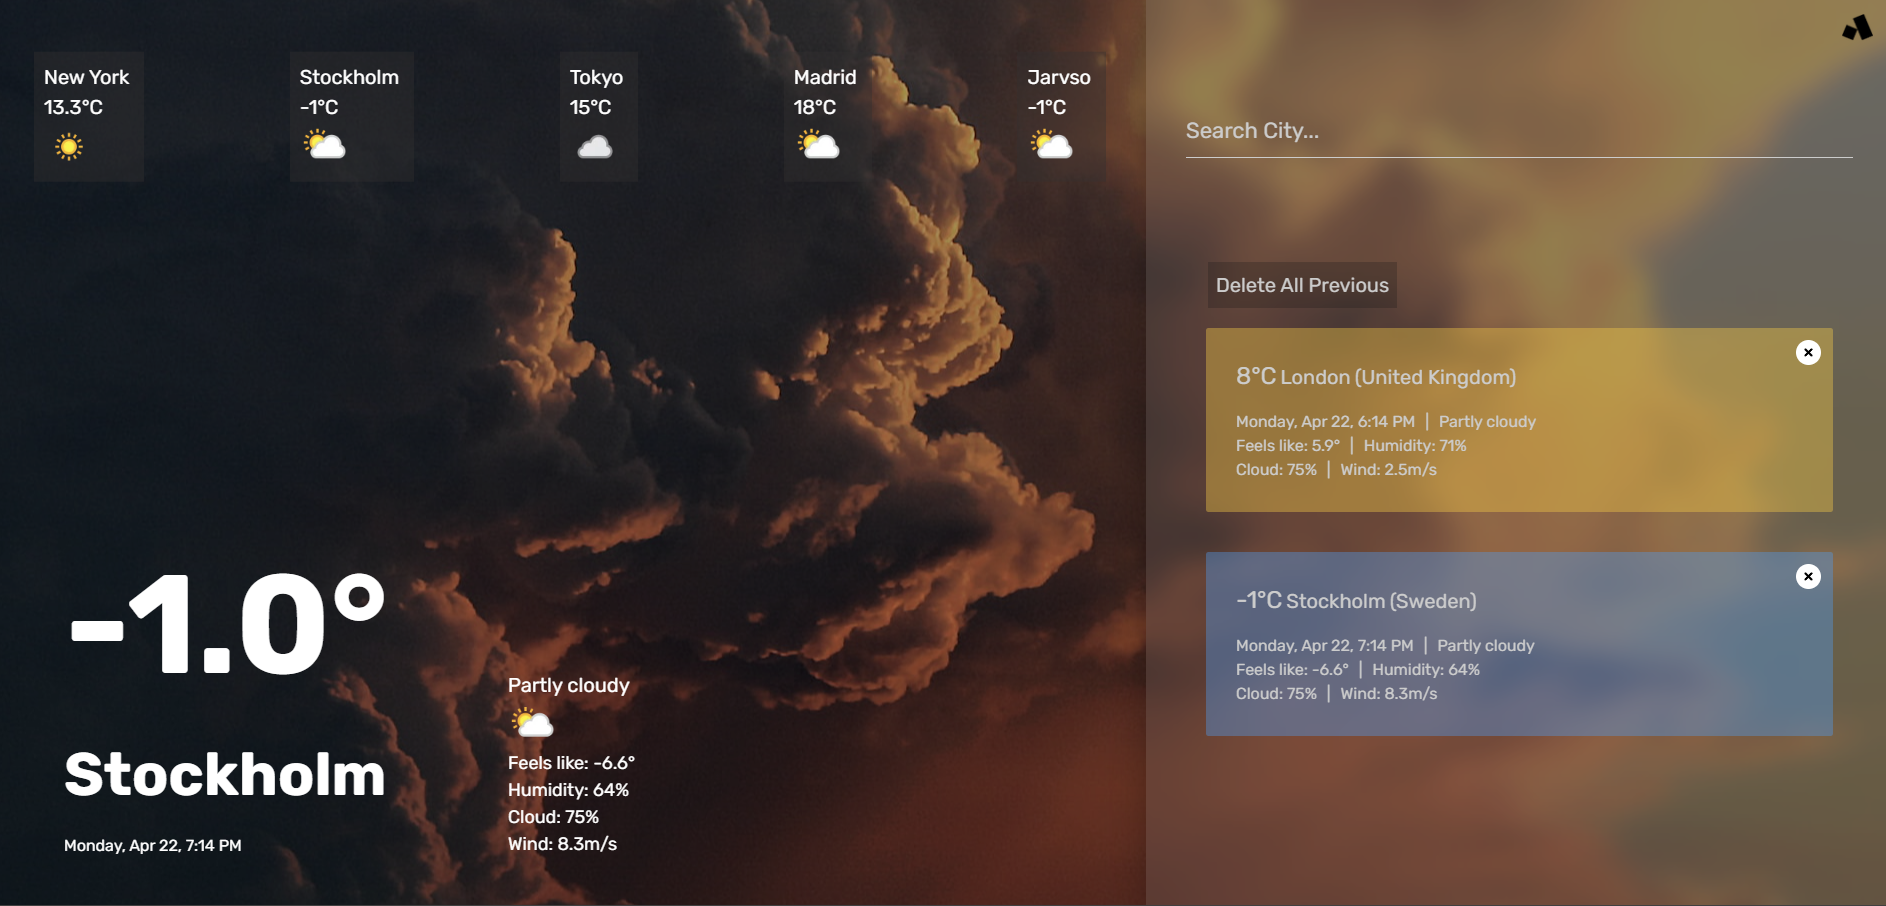 New York
13.3°C
Stockholm
-1°C
Tokyo
15°C
Madrid
18°C
Jarvso
-1°C
-1.0°
Stockholm
Monday, Apr 22, 7:14 PM
Partly cloudy
Feels like: -6.6°
Humidity: 64%
Cloud: 75%
Wind: 8.3m/s
Search City...
Delete All Previous
8°C London (United Kingdom)
Monday, Apr 22, 6:14 PM | Partly cloudy
Feels like: 5.9° | Humidity: 71%
Cloud: 75% | Wind: 2.5m/s
-1°C Stockholm (Sweden)
Monday, Apr 22, 7:14 PM | Partly cloudy
Feels like: -6.6° | Humidity: 64%
Cloud: 75% | Wind: 8.3m/s